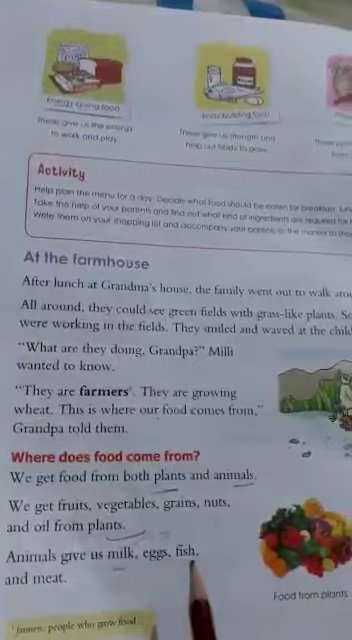 Energy-giving food
Body building food
These give us the energy
to work and play.
These give us strength and
help our body to grow.
Activity
Help plan the menu for a day. Decide what food should be eaten for breakfast,
Take the help of your parents and find out what kind of ingredients are required for
Write them on your shopping list and accompany your parents to the market to
At the farmhouse
After lunch at Grandma's house, the family went out to walk
All around, they could see green fields with grass-like plants.
were working in the fields. They smiled and waved at the
"What are they doing, Grandpa?" Milli
wanted to know.
"They are farmers¹. They are growing
wheat. This is where our food comes from,"
Grandpa told them.
Where does food come from?
We get food from both plants and animals.
We get fruits, vegetables, grains, nuts,
and oil from plants.
Animals give us milk, eggs, fish,
and meat.
Food from plants
¹ farmers: people who grow food